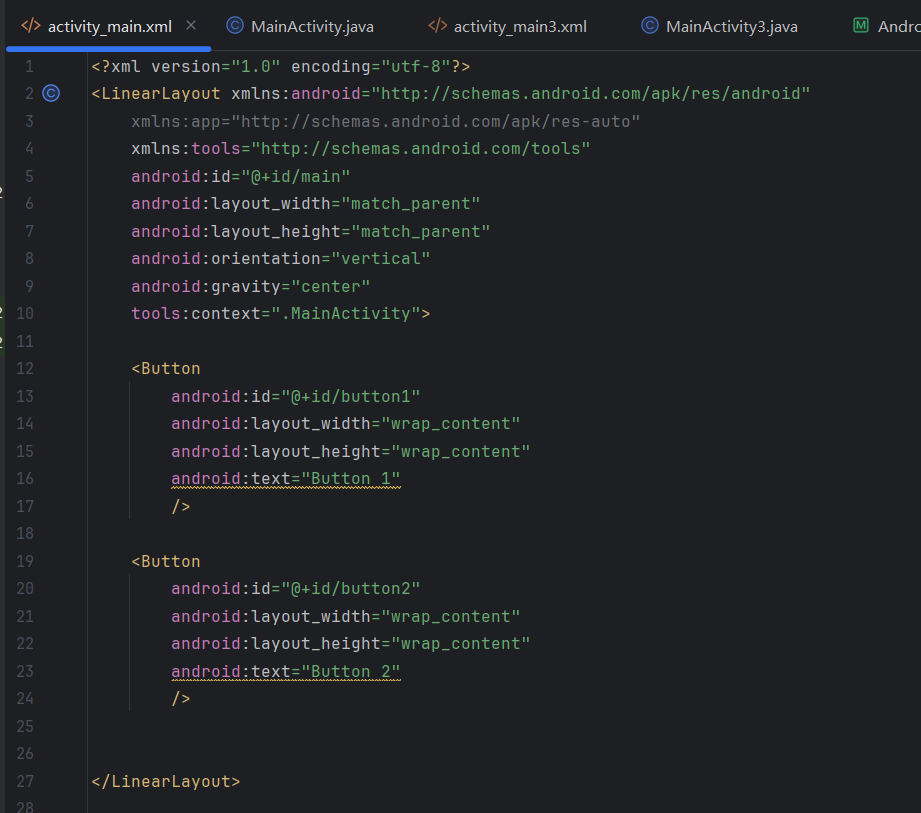 activity_main.xml MainActivity.java activity_main3.xml MainActivity3.java Andro
1 <?xml version="1.0" encoding="utf-8"?>
2 <LinearLayout xmlns:android="http://schemas.android.com/apk/res/android"
3 xmlns:app="http://schemas.android.com/apk/res-auto"
4 xmlns:tools="http://schemas.android.com/tools"
5 android:id="@+id/main"
6 android:layout_width="match_parent"
7 android:layout_height="match_parent"
8 android:orientation="vertical"
9 android:gravity="center"
10 tools:context=".MainActivity">
11
12 <Button
13 android:id="@+id/button1"
14 android:layout_width="wrap_content"
15 android:layout_height="wrap_content"
16 android:text="Button 1"
17 />
18
19 <Button
20 android:id="@+id/button2"
21 android:layout_width="wrap_content"
22 android:layout_height="wrap_content"
23 android:text="Button 2"
24 />
25
26
27 </LinearLayout>
28